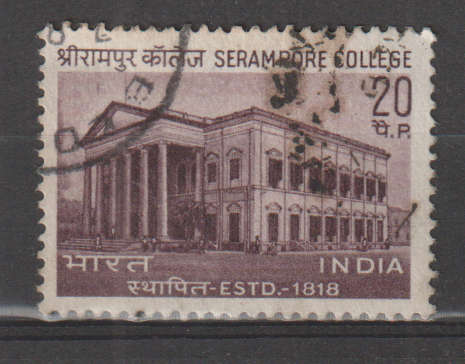 श्रीरामपुर कॉलेज SERAMPORE COLLEGE
20
पै. P.
भारत INDIA
स्थापित-ESTD.-1818